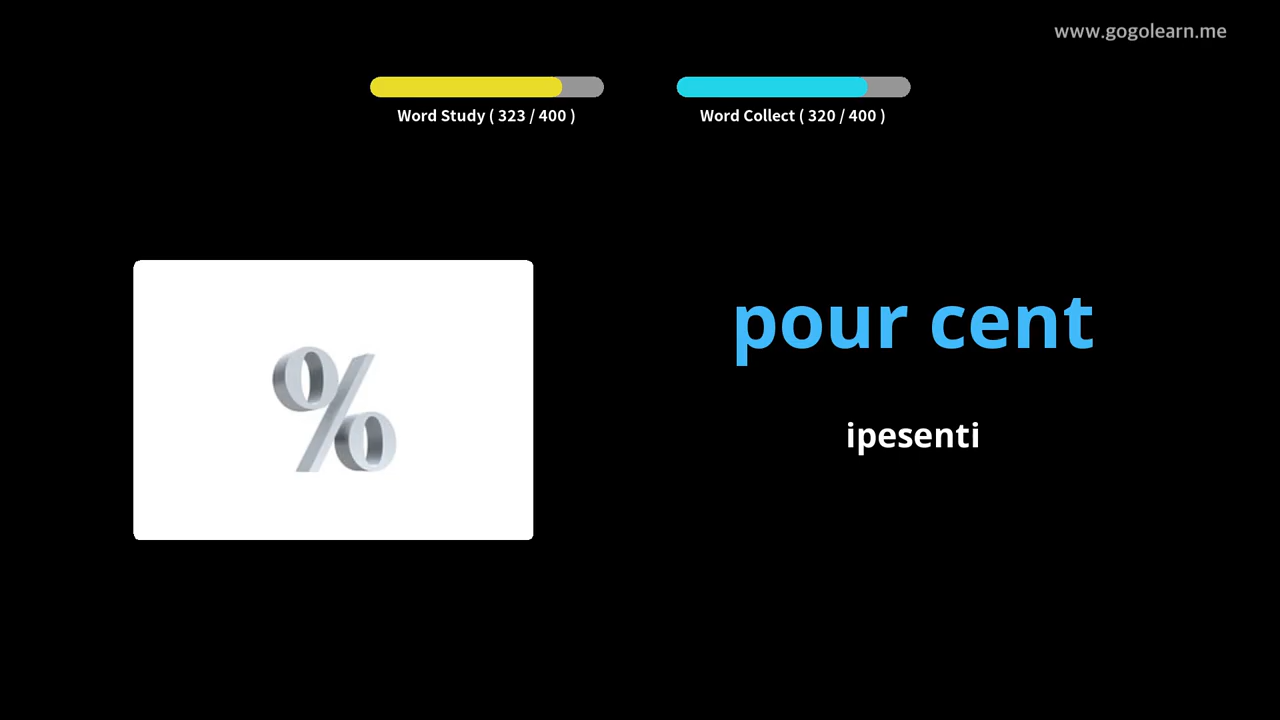 www.gogolearn.me
Word Study ( 323 / 400 )
Word Collect ( 320 / 400 )
%
pour cent
ipesenti